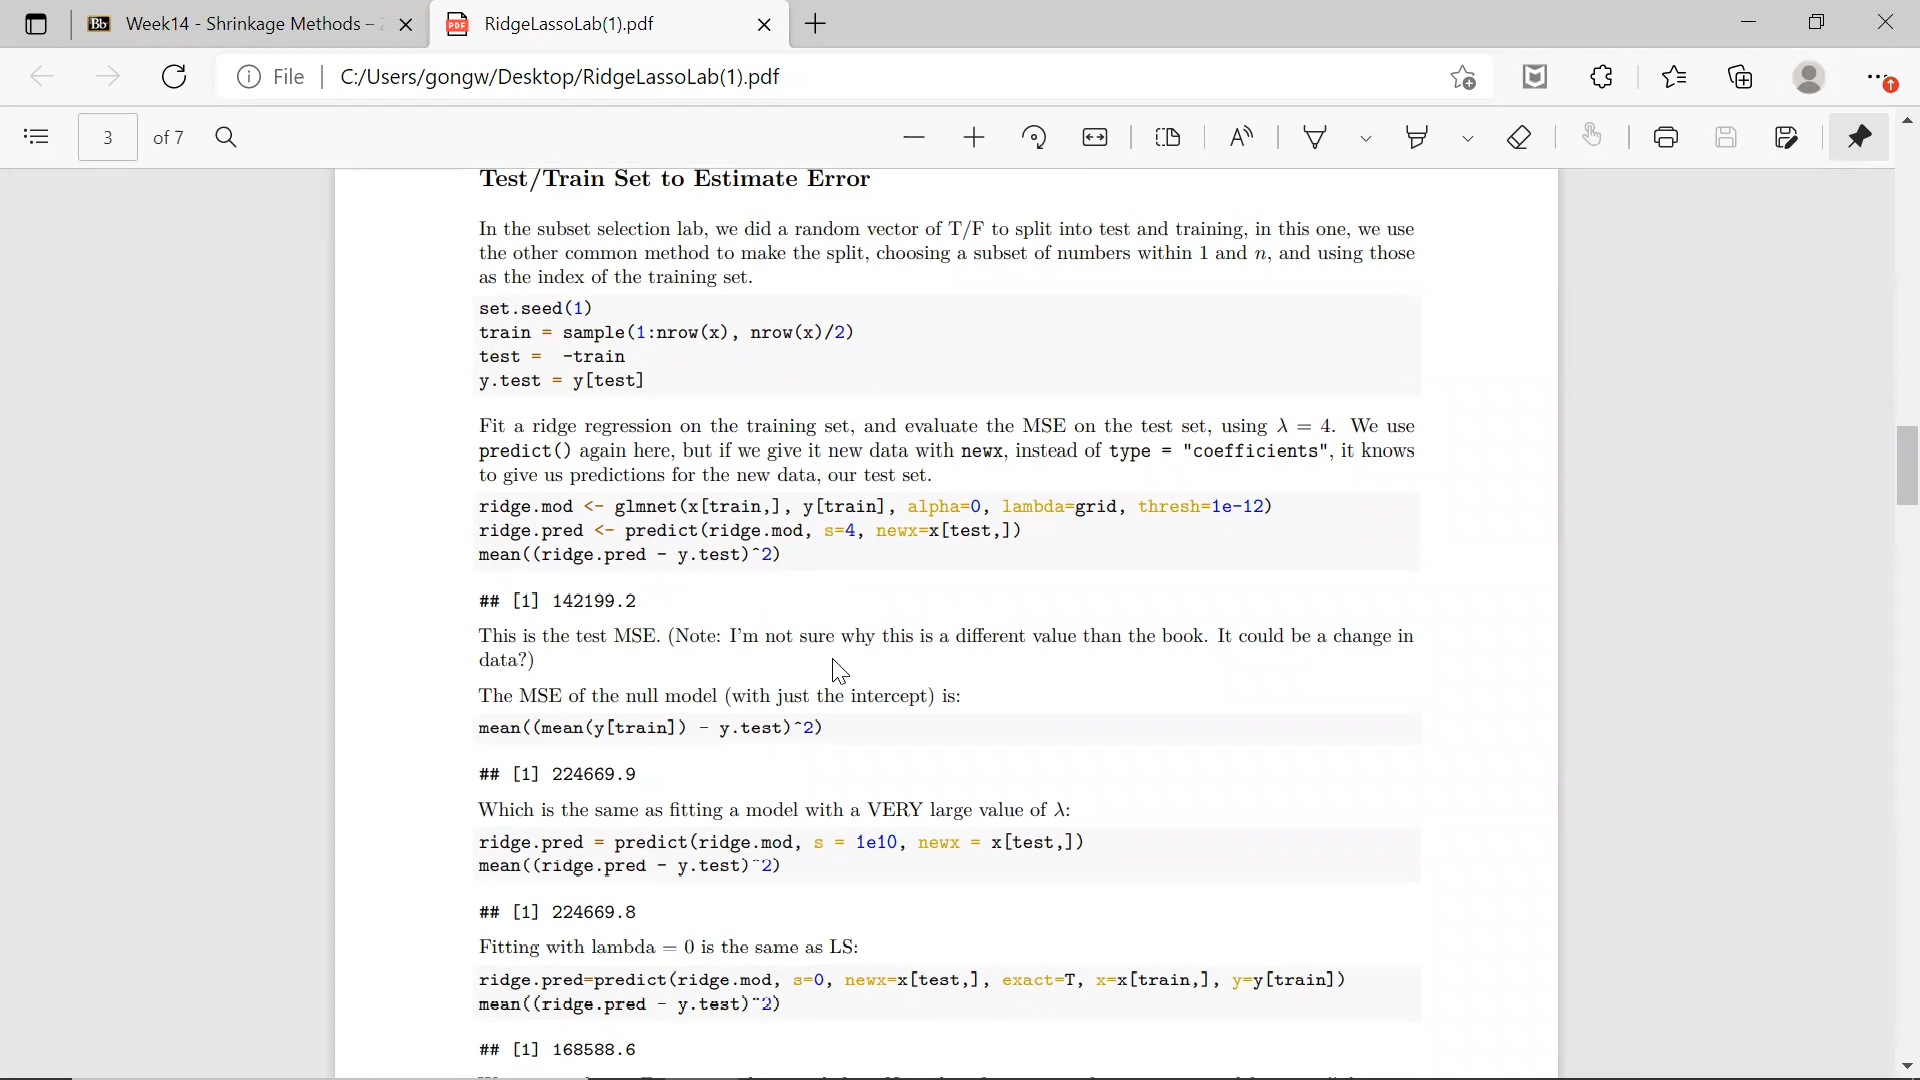 Week14 - Shrinkage Methods –
RidgeLassoLab(1).pdf
File
C:/Users/gongw/Desktop/RidgeLassoLab(1).pdf
3 of 7
Test/Train Set to Estimate Error
In the subset selection lab, we did a random vector of T/F to split into test and training, in this one, we use
the other common method to make the split, choosing a subset of numbers within 1 and n, and using those
as the index of the training set.
set.seed(1)
train = sample(1:nrow(x), nrow(x)/2)
test = -train
y.test = y[test]
Fit a ridge regression on the training set, and evaluate the MSE on the test set, using λ = 4. We use
predict() again here, but if we give it new data with newx, instead of type = "coefficients", it knows
to give us predictions for the new data, our test set.
ridge.mod <- glmnet(x[train,], y[train], alpha=0, lambda=grid, thresh=1e-12)
ridge.pred <- predict(ridge.mod, s=4, newx=x[test,])
mean((ridge.pred - y.test)^2)
## [1] 142199.2
This is the test MSE. (Note: I'm not sure why this is a different value than the book. It could be a change in
data?)
The MSE of the null model (with just the intercept) is:
mean((mean(y[train]) - y.test)^2)
## [1] 224669.9
Which is the same as fitting a model with a VERY large value of λ:
ridge.pred = predict(ridge.mod, s = 1e10, newx = x[test,])
mean((ridge.pred - y.test)^2)
## [1] 224669.8
Fitting with lambda = 0 is the same as LS:
ridge.pred=predict(ridge.mod, s=0, newx=x[test,], exact=T, x=x[train,], y=y[train])
mean((ridge.pred - y.test)^2)
## [1] 168588.6